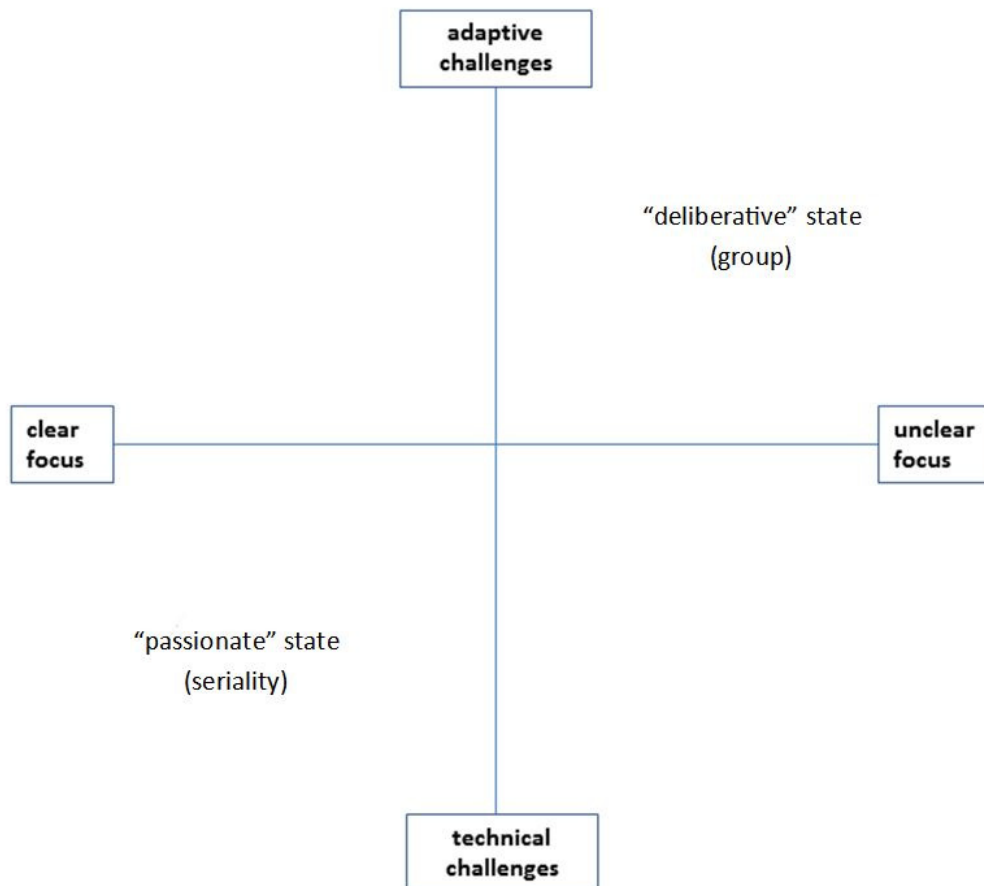 adaptive
challenges
“deliberative” state
(group)
clear
focus
unclear
focus
“passionate” state
(seriality)
technical
challenges